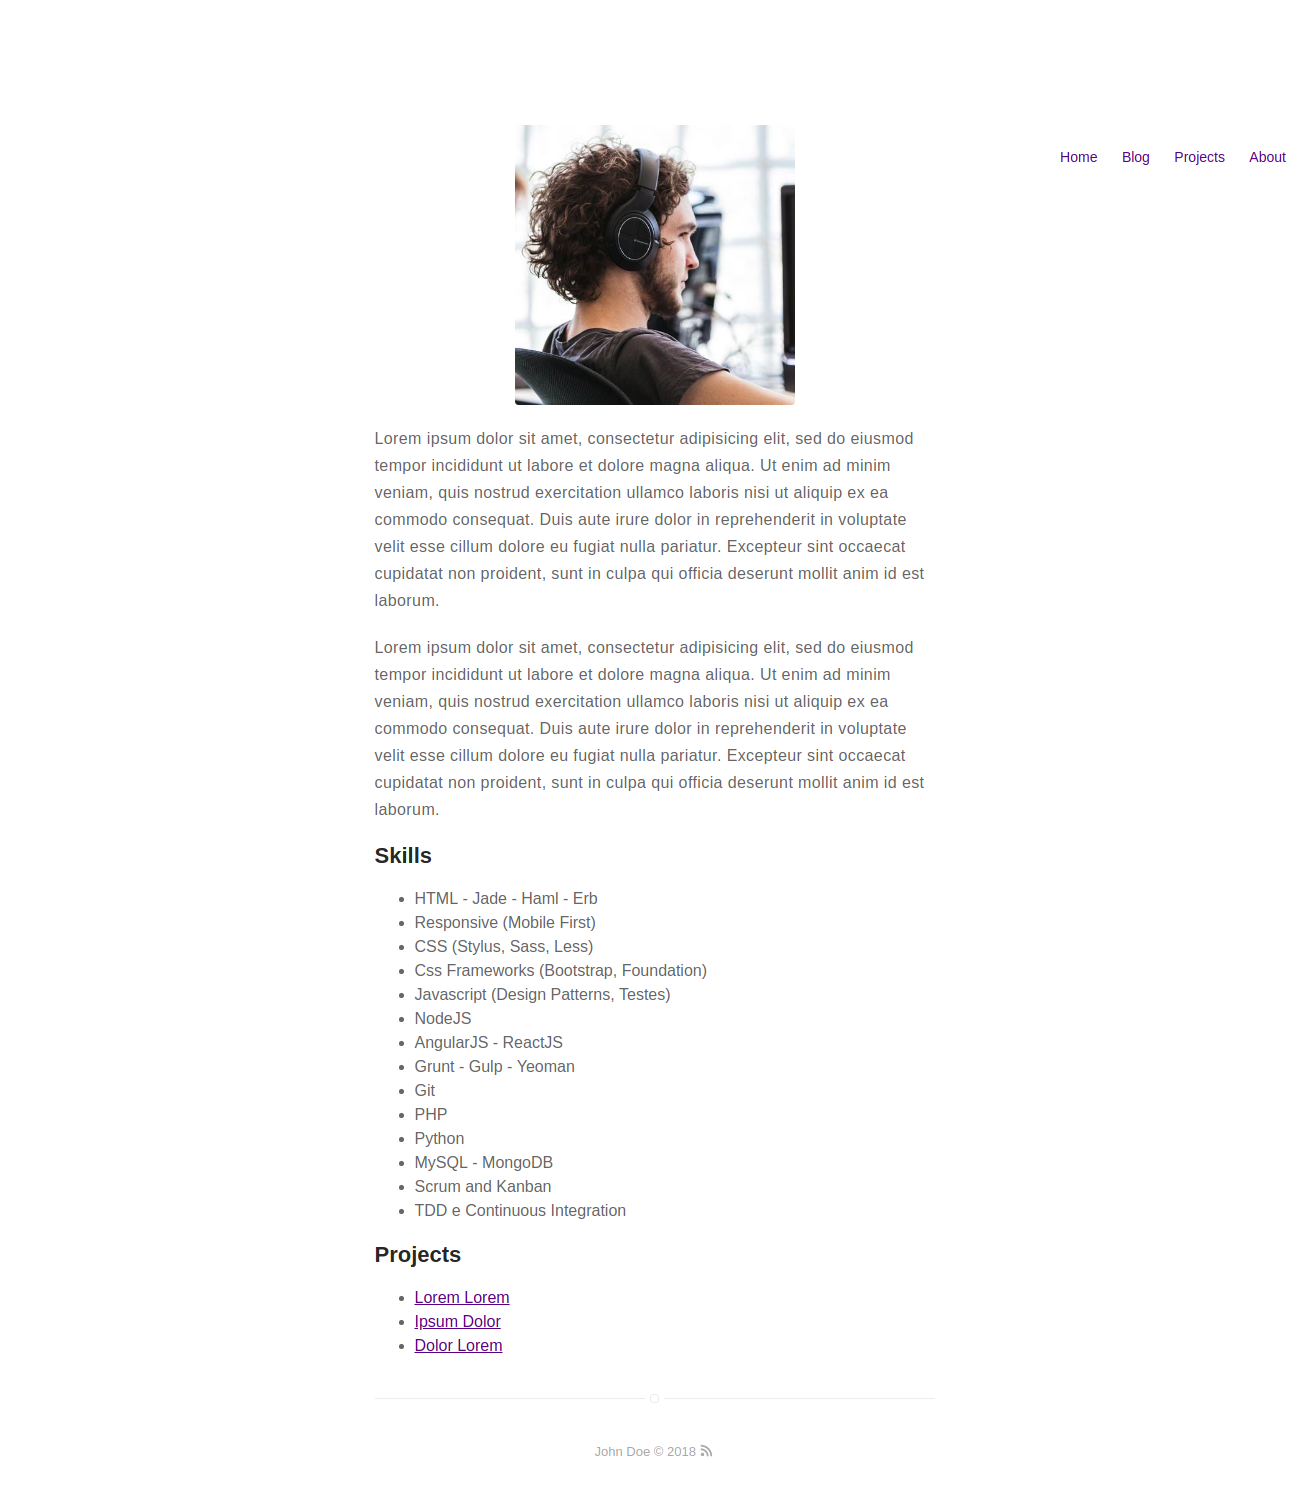 Home Blog Projects About
Lorem ipsum dolor sit amet, consectetur adipisicing elit, sed do eiusmod
tempor incididunt ut labore et dolore magna aliqua. Ut enim ad minim
veniam, quis nostrud exercitation ullamco laboris nisi ut aliquip ex ea
commodo consequat. Duis aute irure dolor in reprehenderit in voluptate
velit esse cillum dolore eu fugiat nulla pariatur. Excepteur sint occaecat
cupidatat non proident, sunt in culpa qui officia deserunt mollit anim id est
laborum.
Lorem ipsum dolor sit amet, consectetur adipisicing elit, sed do eiusmod
tempor incididunt ut labore et dolore magna aliqua. Ut enim ad minim
veniam, quis nostrud exercitation ullamco laboris nisi ut aliquip ex ea
commodo consequat. Duis aute irure dolor in reprehenderit in voluptate
velit esse cillum dolore eu fugiat nulla pariatur. Excepteur sint occaecat
cupidatat non proident, sunt in culpa qui officia deserunt mollit anim id est
laborum.
Skills
HTML - Jade - Haml - Erb
Responsive (Mobile First)
CSS (Stylus, Sass, Less)
Css Frameworks (Bootstrap, Foundation)
Javascript (Design Patterns, Testes)
NodeJS
AngularJS - ReactJS
Grunt - Gulp - Yeoman
Git
PHP
Python
MySQL - MongoDB
Scrum and Kanban
TDD e Continuous Integration
Projects
Lorem Lorem
Ipsum Dolor
Dolor Lorem
John Doe © 2018